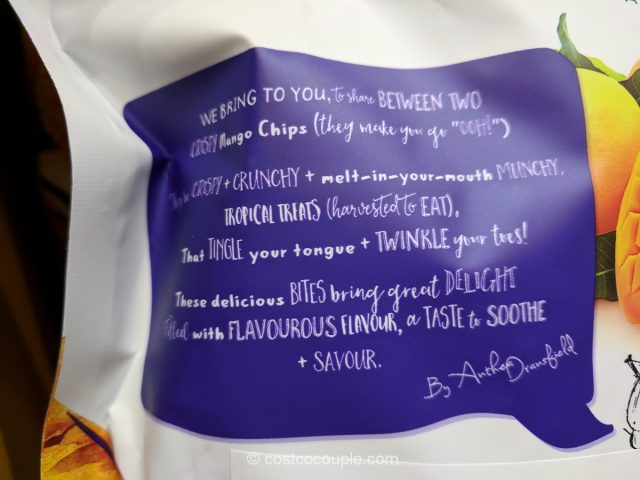 WE BRING TO YOU, to share BETWEEN TWO
CRISPY Mango Chips (they make you go "OOH!")
They're CRISPY + CRUNCHY + melt-in-your-mouth MUNCHY.
TROPICAL TREATS (harvested to EAT),
That TINGLE your tongue + TWINKLE your toes!
These delicious BITES bring great DELIGHT
Filled with FLAVOUROUS FLAVOUR, a TASTE to SOOTHE
+ SAVOUR.
By Anthea Dransfield
© costcocouple.com